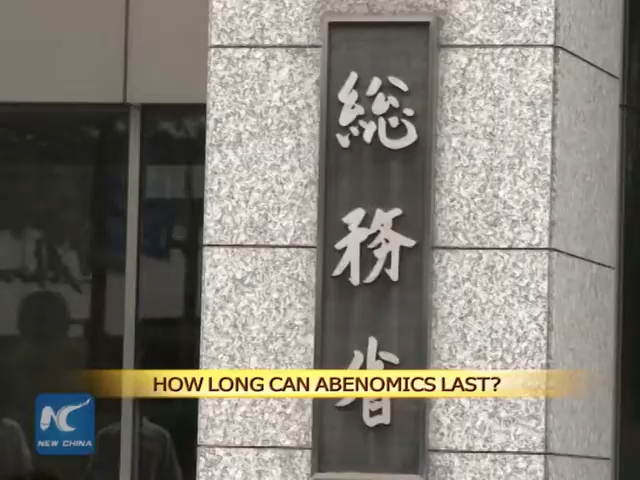 総務省
HOW LONG CAN ABENOMICS LAST?
NEW CHINA